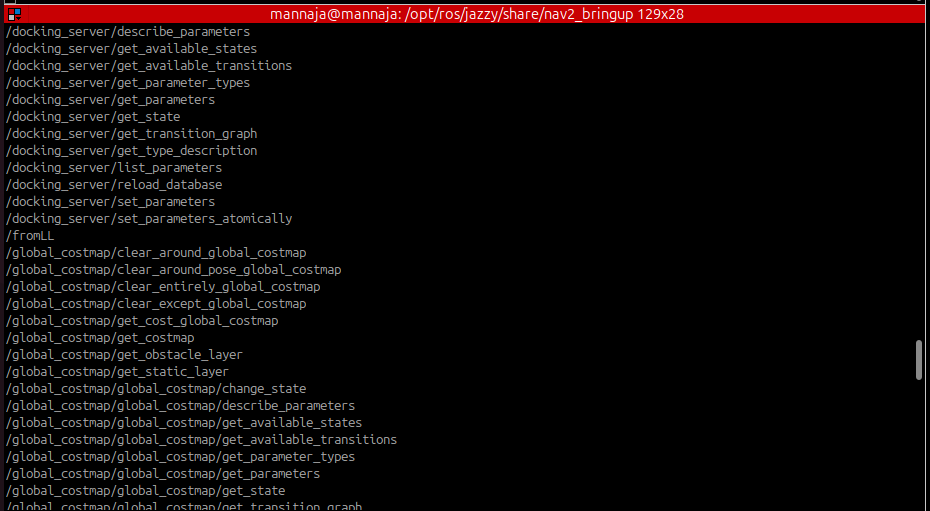 mannaja@mannaja: /opt/ros/jazzy/share/nav2_bringup 129x28
/docking_server/describe_parameters
/docking_server/get_available_states
/docking_server/get_available_transitions
/docking_server/get_parameter_types
/docking_server/get_parameters
/docking_server/get_state
/docking_server/get_transition_graph
/docking_server/get_type_description
/docking_server/list_parameters
/docking_server/reload_database
/docking_server/set_parameters
/docking_server/set_parameters_atomically
/fromLL
/global_costmap/clear_around_global_costmap
/global_costmap/clear_around_pose_global_costmap
/global_costmap/clear_entirely_global_costmap
/global_costmap/clear_except_global_costmap
/global_costmap/get_cost_global_costmap
/global_costmap/get_costmap
/global_costmap/get_obstacle_layer
/global_costmap/get_static_layer
/global_costmap/global_costmap/change_state
/global_costmap/global_costmap/describe_parameters
/global_costmap/global_costmap/get_available_states
/global_costmap/global_costmap/get_available_transitions
/global_costmap/global_costmap/get_parameter_types
/global_costmap/global_costmap/get_parameters
/global_costmap/global_costmap/get_state
/global_costmap/global_costmap/get_transition_graph